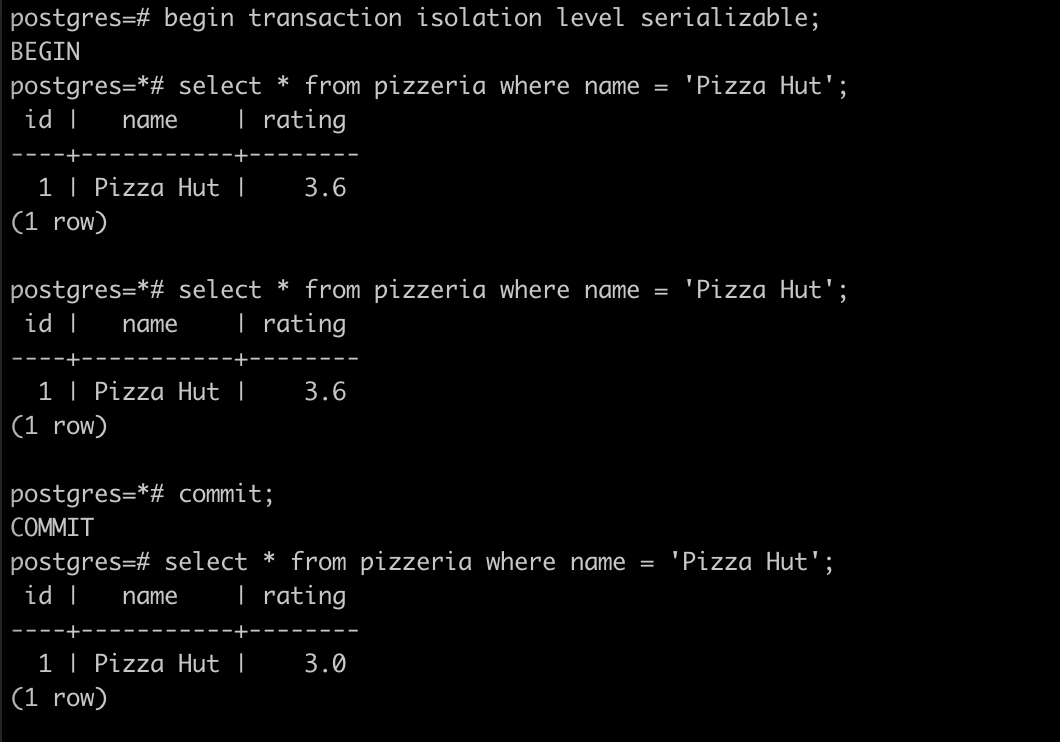 postgres=# begin transaction isolation level serializable;
BEGIN
postgres=*# select * from pizzeria where name = 'Pizza Hut';
 id |   name    | rating
----+-----------+--------
  1 | Pizza Hut |    3.6
(1 row)

postgres=*# select * from pizzeria where name = 'Pizza Hut';
 id |   name    | rating
----+-----------+--------
  1 | Pizza Hut |    3.6
(1 row)

postgres=*# commit;
COMMIT
postgres=# select * from pizzeria where name = 'Pizza Hut';
 id |   name    | rating
----+-----------+--------
  1 | Pizza Hut |    3.0
(1 row)